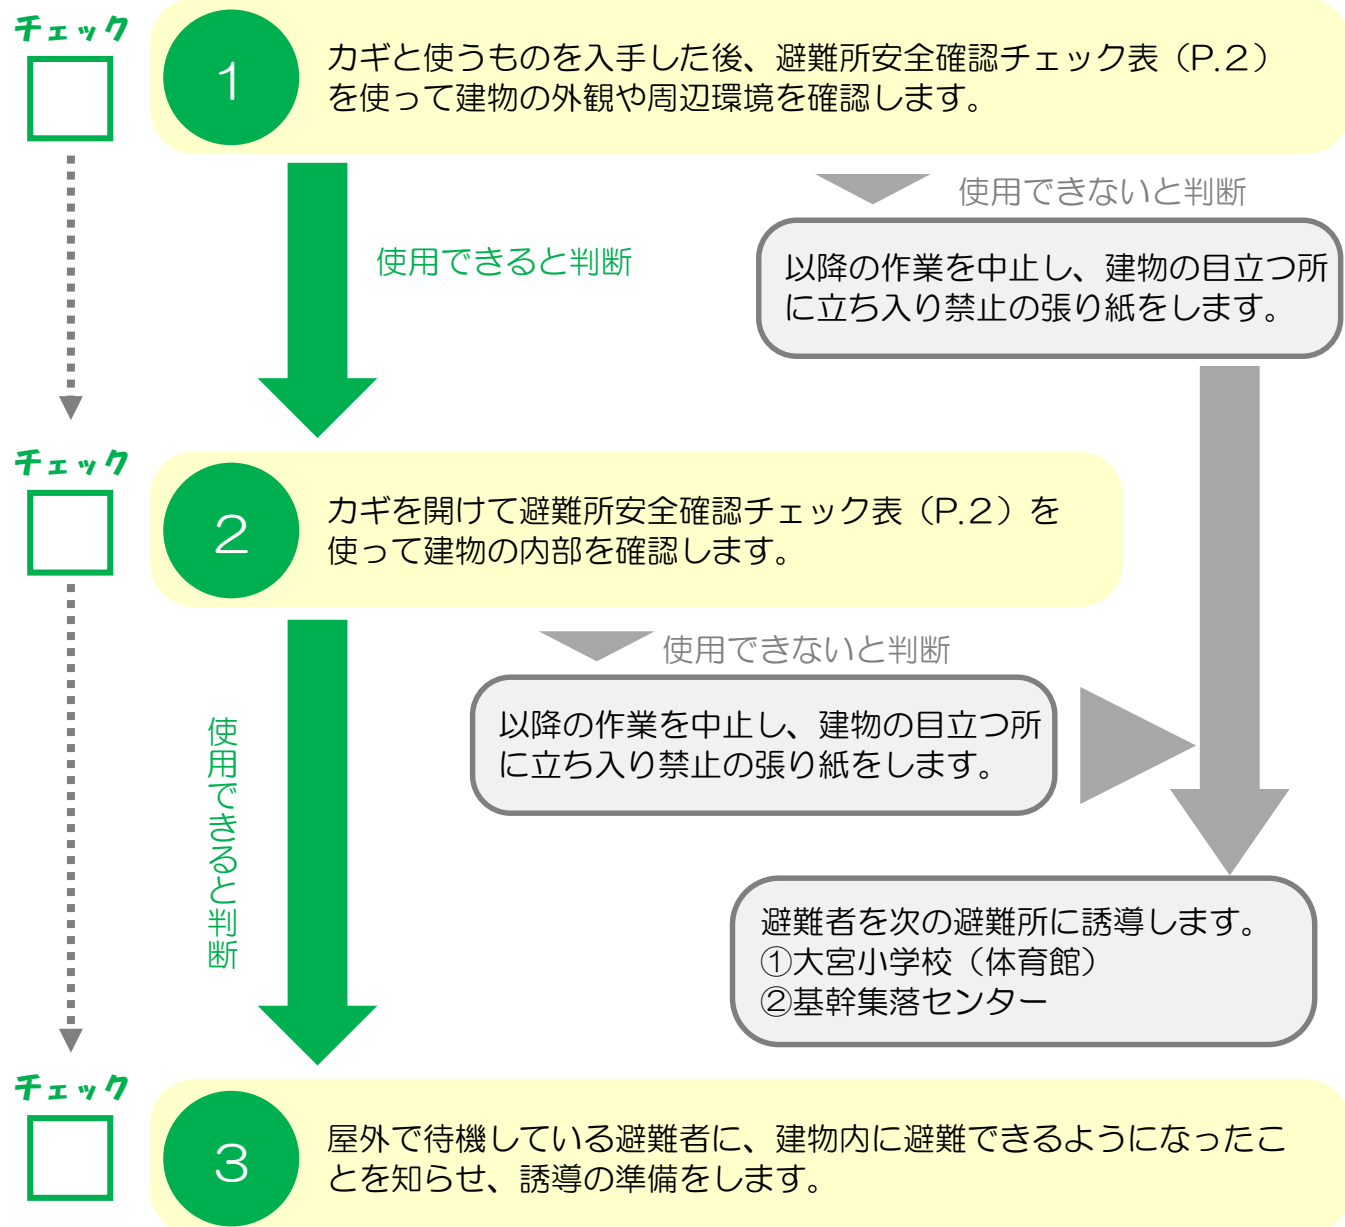 チェック
1
カギと使うものを入手した後、避難所安全確認チェック表（P.2）
を使って建物の外観や周辺環境を確認します。
使用できないと判断
使用できると判断
以降の作業を中止し、建物の目立つ所
に立ち入り禁止の張り紙をします。
チェック
2
カギを開けて避難所安全確認チェック表（P.2）を
使って建物の内部を確認します。
使用できないと判断
以降の作業を中止し、建物の目立つ所
に立ち入り禁止の張り紙をします。
使用できると判断
避難者を次の避難所に誘導します。
①大宮小学校（体育館）
②基幹集落センター
チェック
3
屋外で待機している避難者に、建物内に避難できるようになったこ
とを知らせ、誘導の準備をします。